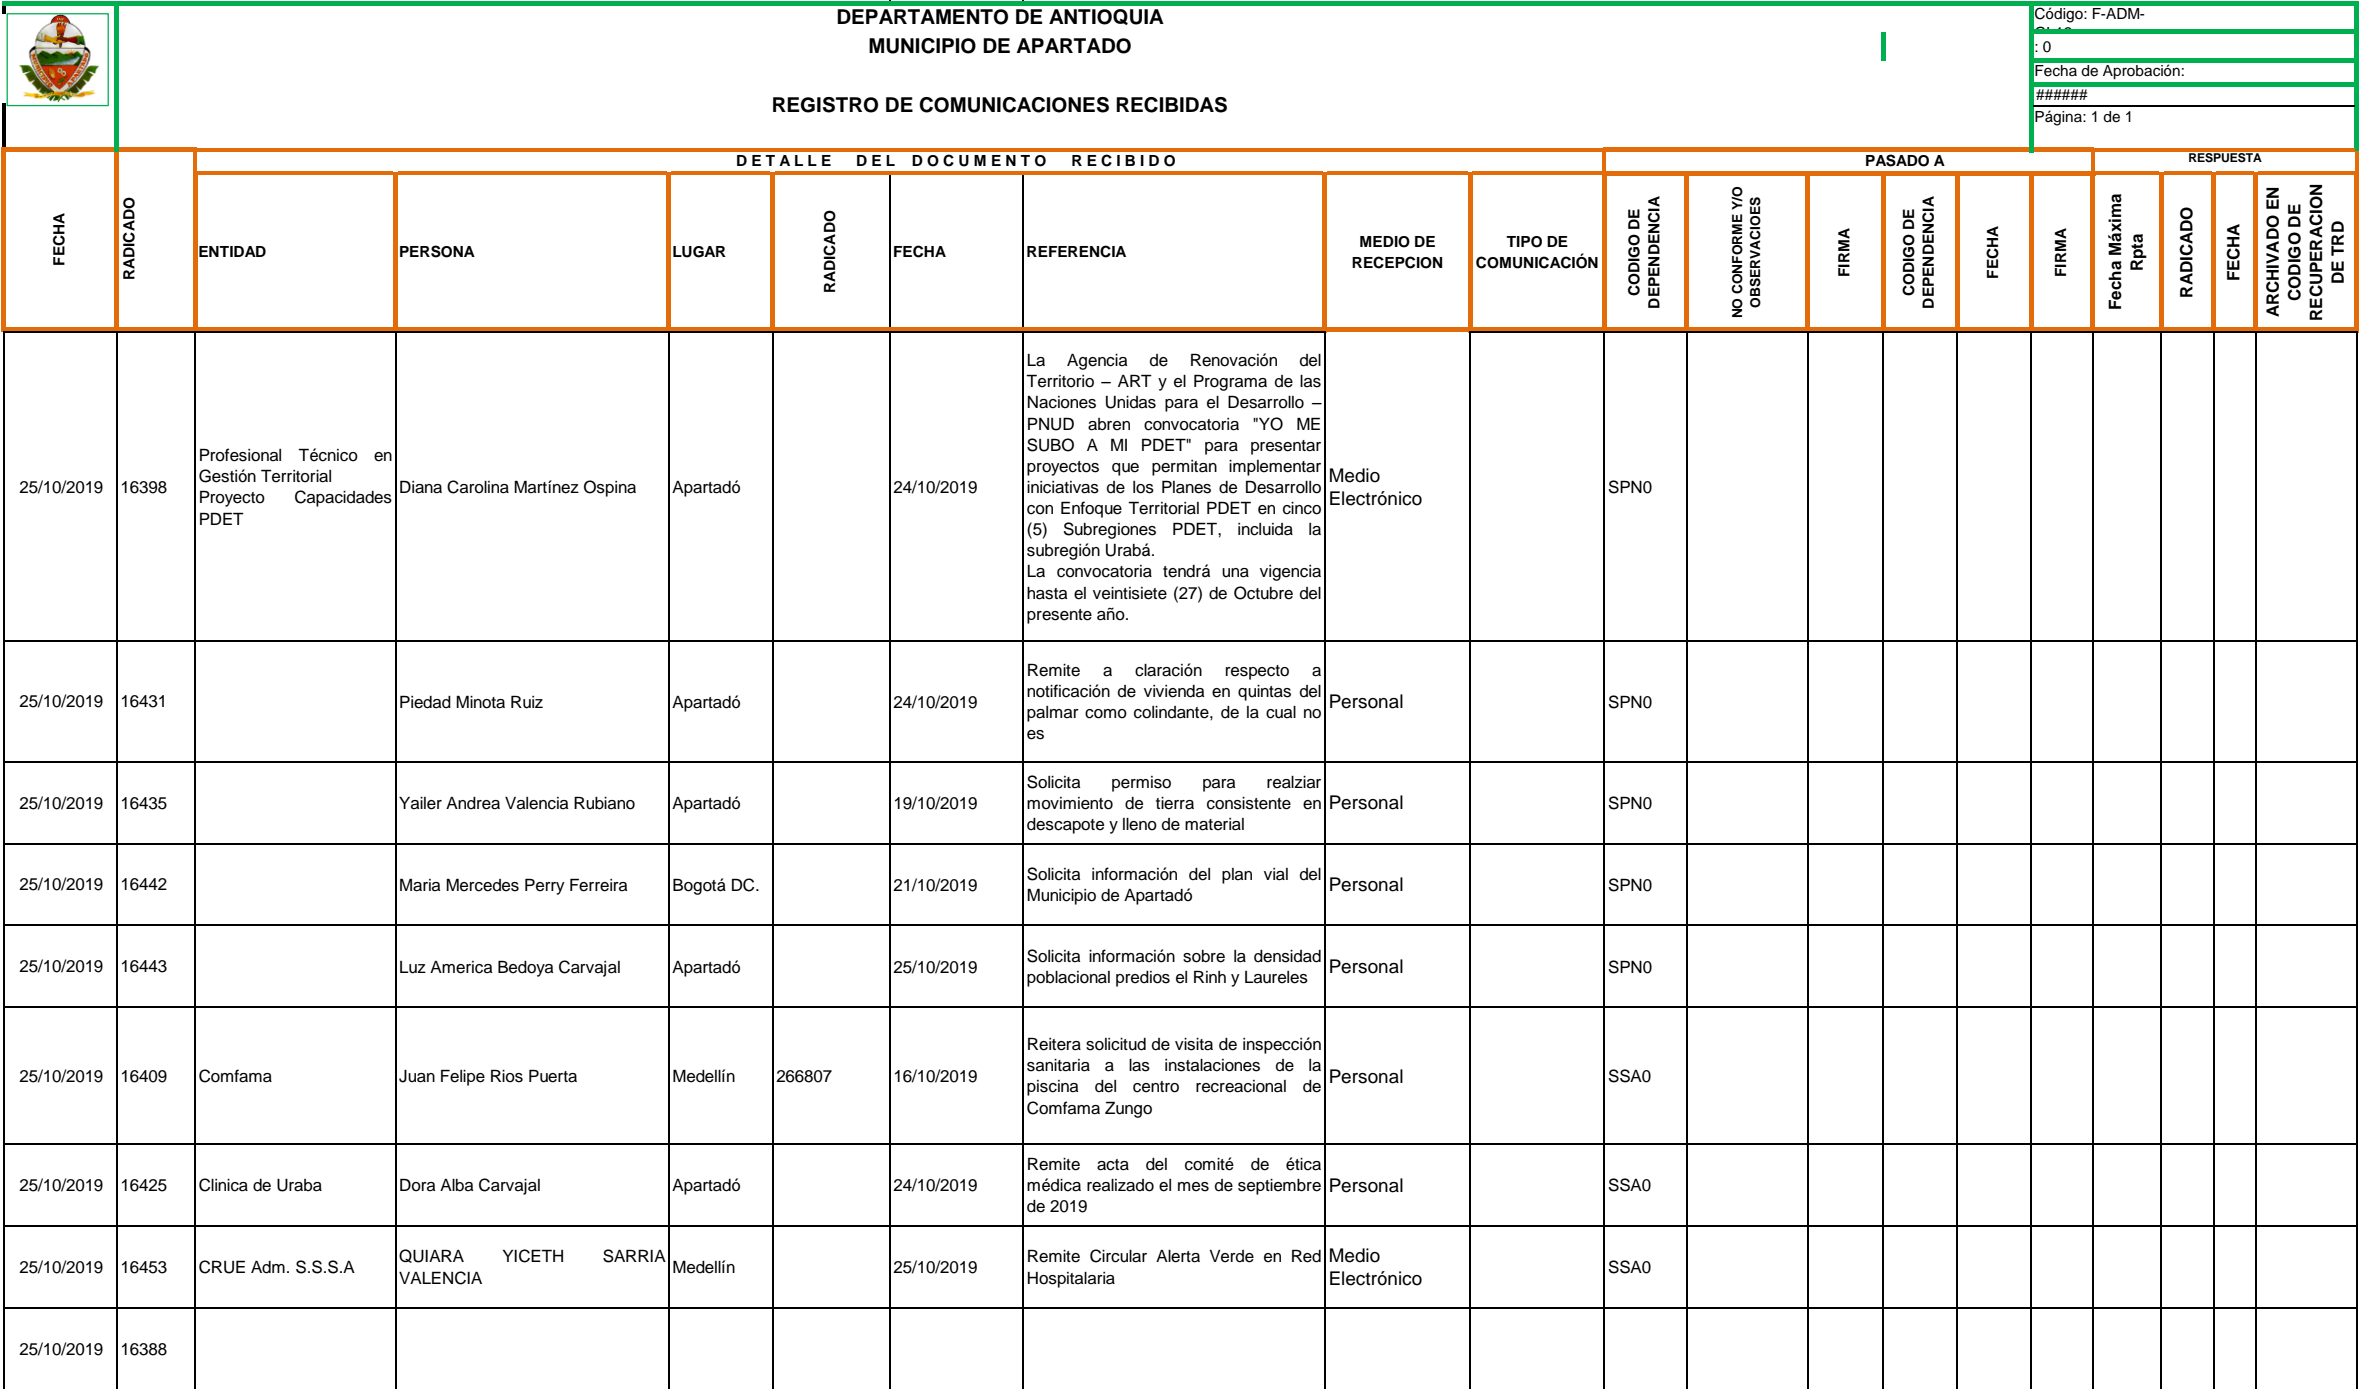 DEPARTAMENTO DE ANTIOQUIA
MUNICIPIO DE APARTADO
REGISTRO DE COMUNICACIONES RECIBIDAS
Código: F-ADM-
: 0
Fecha de Aprobación:
######
Página: 1 de 1
FECHA
RADICADO
DETALLE DEL DOCUMENTO RECIBIDO
PASADO A
RESPUESTA
ENTIDAD
PERSONA
LUGAR
RADICADO
FECHA
REFERENCIA
MEDIO DE
RECEPCION
TIPO DE
COMUNICACIÓN
CODIGO DE
DEPENDENCIA
NO CONFORME Y/O
OBSERVACIOES
FIRMA
CODIGO DE
DEPENDENCIA
FECHA
FIRMA
Fecha Máxima
Rpta
RADICADO
FECHA
ARCHIVADO EN
CODIGO DE
RECUPERACION
DE TRD
25/10/2019
16398
Profesional Técnico en
Gestión Territorial
Proyecto Capacidades
PDET
Diana Carolina Martínez Ospina
Apartadó
24/10/2019
La Agencia de Renovación del
Territorio – ART y el Programa de las
Naciones Unidas para el Desarrollo –
PNUD abren convocatoria "YO ME
SUBO A MI PDET" para presentar
proyectos que permitan implementar
iniciativas de los Planes de Desarrollo
con Enfoque Territorial PDET en cinco
(5) Subregiones PDET, incluida la
subregión Urabá.
La convocatoria tendrá una vigencia
hasta el veintisiete (27) de Octubre del
presente año.
Medio
Electrónico
SPN0
25/10/2019
16431
Piedad Minota Ruiz
Apartadó
24/10/2019
Remite a claración respecto a
notificación de vivienda en quintas del
palmar como colindante, de la cual no
es
Personal
SPN0
25/10/2019
16435
Yailer Andrea Valencia Rubiano
Apartadó
19/10/2019
Solicita permiso para realziar
movimiento de tierra consistente en
descapote y lleno de material
Personal
SPN0
25/10/2019
16442
Maria Mercedes Perry Ferreira
Bogotá DC.
21/10/2019
Solicita información del plan vial del
Municipio de Apartadó
Personal
SPN0
25/10/2019
16443
Luz America Bedoya Carvajal
Apartadó
25/10/2019
Solicita información sobre la densidad
poblacional predios el Rinh y Laureles
Personal
SPN0
25/10/2019
16409
Comfama
Juan Felipe Rios Puerta
Medellín
266807
16/10/2019
Reitera solicitud de visita de inspección
sanitaria a las instalaciones de la
piscina del centro recreacional de
Comfama Zungo
Personal
SSA0
25/10/2019
16425
Clinica de Uraba
Dora Alba Carvajal
Apartadó
24/10/2019
Remite acta del comité de ética
médica realizado el mes de septiembre
de 2019
Personal
SSA0
25/10/2019
16453
CRUE Adm. S.S.S.A
QUIARA YICETH SARRIA
VALENCIA
Medellín
25/10/2019
Remite Circular Alerta Verde en Red
Hospitalaria
Medio
Electrónico
SSA0
25/10/2019
16388